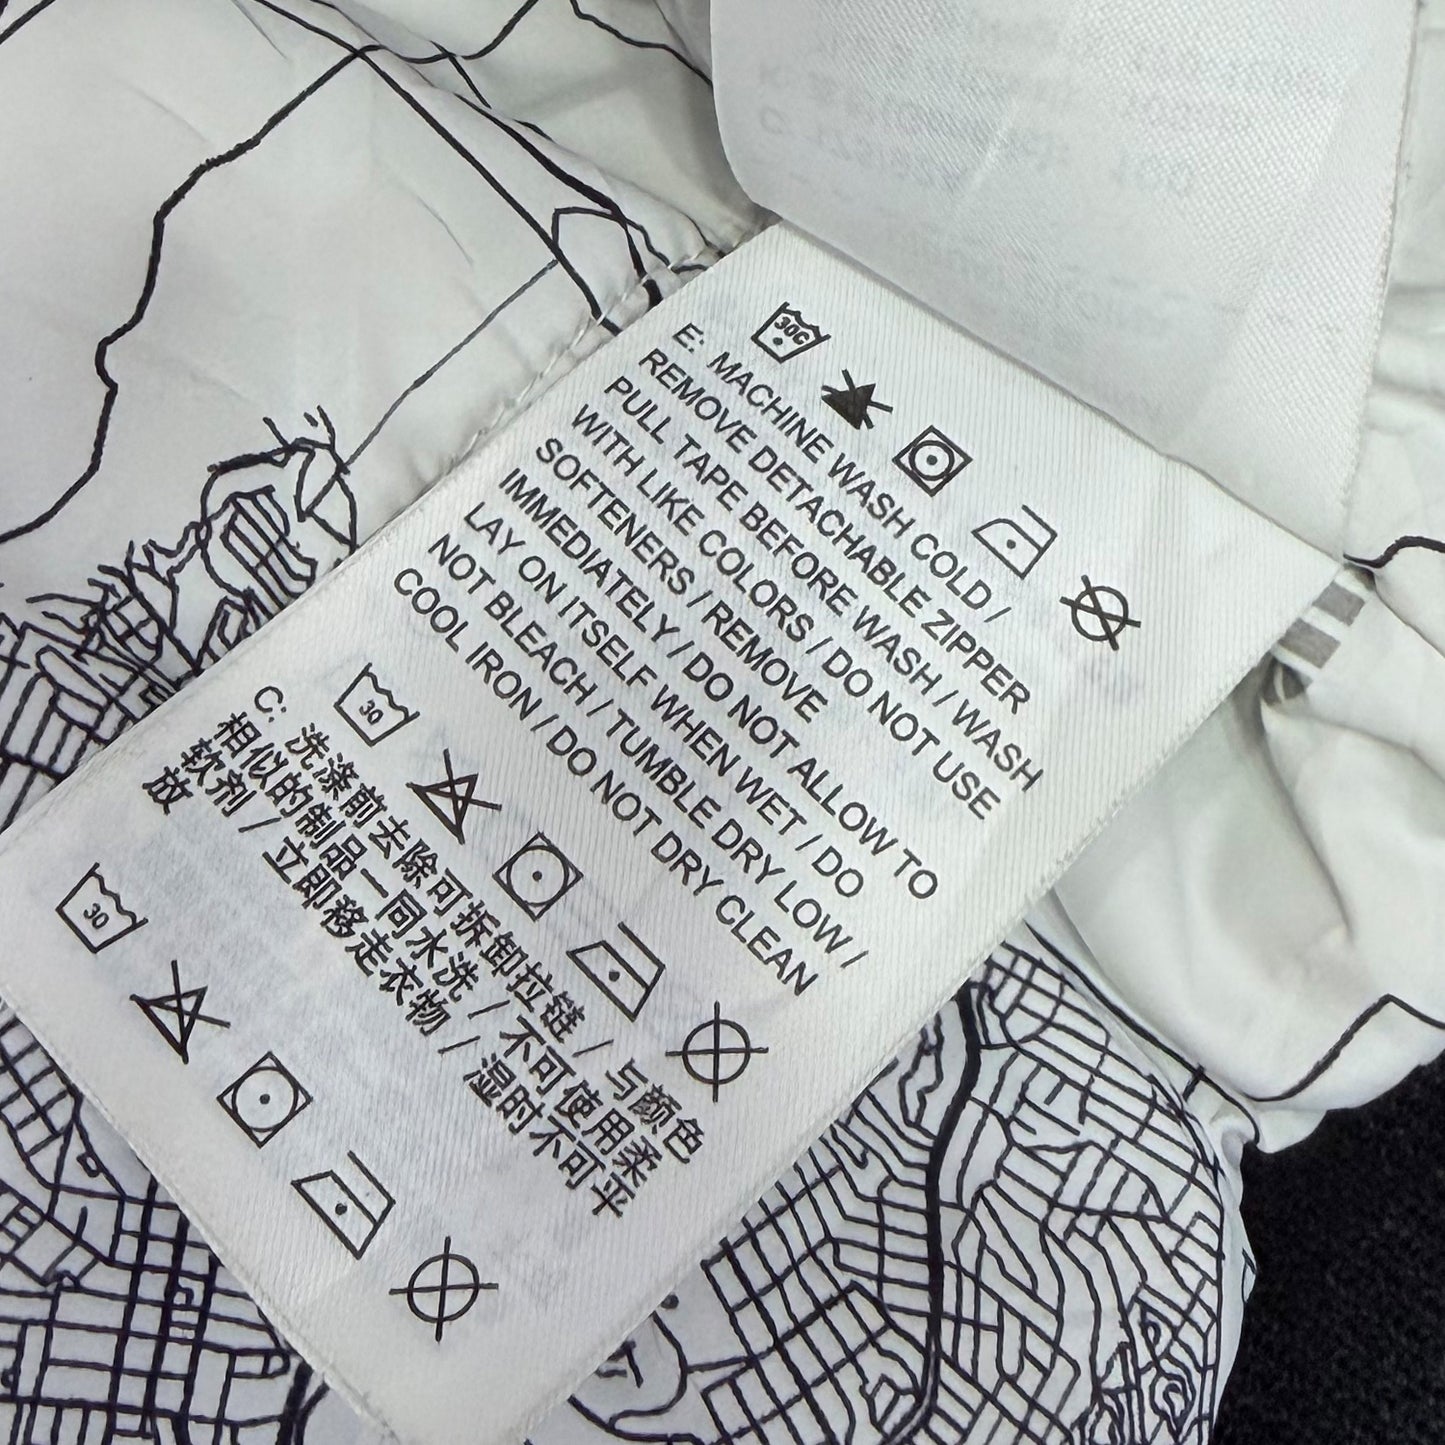 30C
E: MACHINE WASH COLD /
REMOVE DETACHABLE ZIPPER
PULL TAPE BEFORE WASH / WASH
WITH LIKE COLORS / DO NOT USE
SOFTENERS / REMOVE
IMMEDIATELY / DO NOT ALLOW TO
LAY ON ITSELF WHEN WET / DO
NOT BLEACH / TUMBLE DRY LOW /
COOL IRON / DO NOT DRY CLEAN
30
C: 洗涤前去除可拆卸拉链 / 与颜色
相似的制品一同水洗 / 不可使用柔
软剂 / 立即移走衣物 / 湿时不可平
放
30